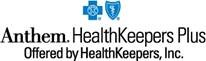 Anthem. HealthKeepers Plus
Offered by HealthKeepers, Inc.